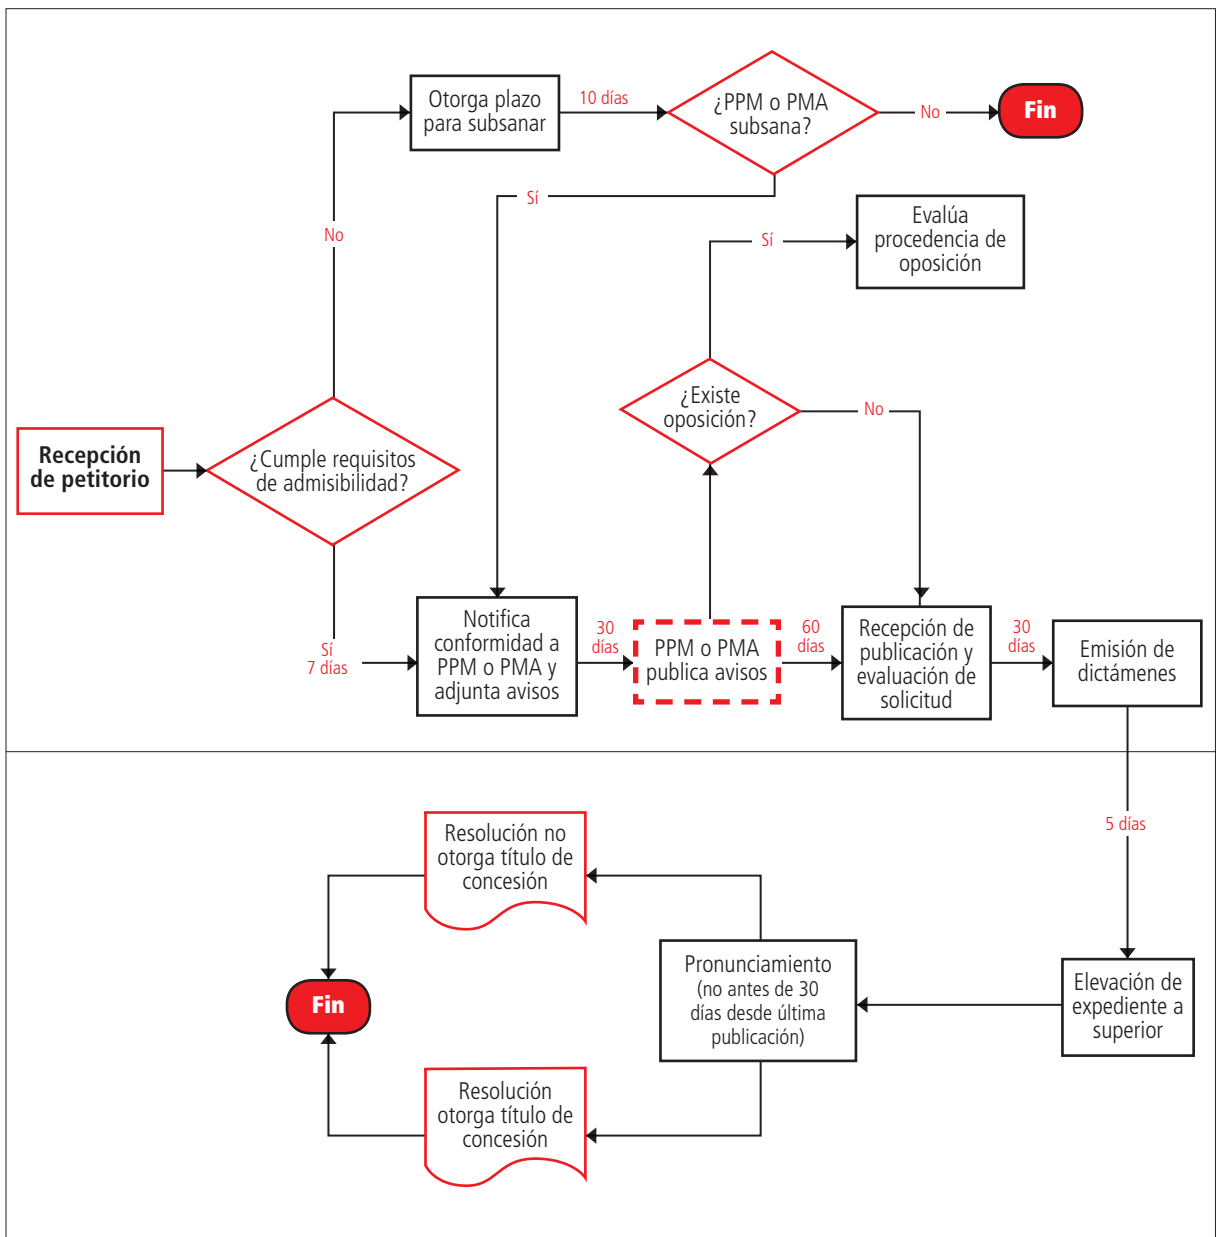 Otorga plazo
para subsanar
10 días
¿PPM o PMA
subsana?
No
Fin
Sí
No
Evalúa
procedencia de
oposición
Sí
¿Existe
oposición?
No
Recepción
de petitorio
¿Cumple requisitos
de admisibilidad?
Sí
7 días
Notifica
conformidad a
PPM o PMA y
adjunta avisos
30
días
PPM o PMA
publica avisos
60
días
Recepción de
publicación y
evaluación de
solicitud
30
días
Emisión de
dictámenes
5 días
Resolución no
otorga título de
concesión
Pronunciamiento
(no antes de 30
días desde última
publicación)
Elevación de
expediente a
superior
Fin
Resolución
otorga título de
concesión